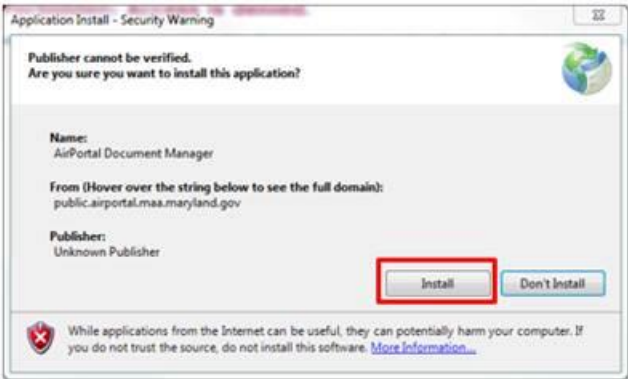 Application Install - Security Warning
Publisher cannot be verified.
Are you sure you want to install this application?
Name:
AirPortal Document Manager
From (Hover over the string below to see the full domain):
public.airportal.maa.maryland.gov
Publisher:
Unknown Publisher
Install
Don't Install
While applications from the Internet can be useful, they can potentially harm your computer. If
you do not trust the source, do not install this software. More Information...